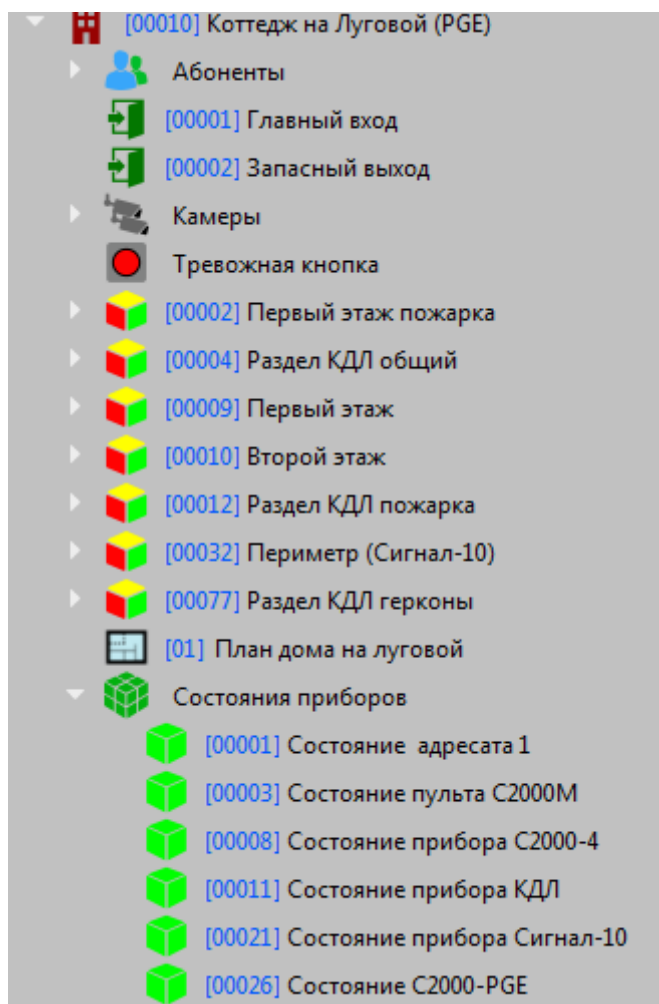 [00010] Коттедж на Луговой (PGE)
Абоненты
[00001] Главный вход
[00002] Запасный выход
Камеры
Тревожная кнопка
[00002] Первый этаж пожарка
[00004] Раздел КДЛ общий
[00009] Первый этаж
[00010] Второй этаж
[00012] Раздел КДЛ пожарка
[00032] Периметр (Сигнал-10)
[00077] Раздел КДЛ герконы
[01] План дома на луговой
Состояния приборов
[00001] Состояние адресата 1
[00003] Состояние пульта С2000М
[00008] Состояние прибора С2000-4
[00011] Состояние прибора КДЛ
[00021] Состояние прибора Сигнал-10
[00026] Состояние С2000-PGE